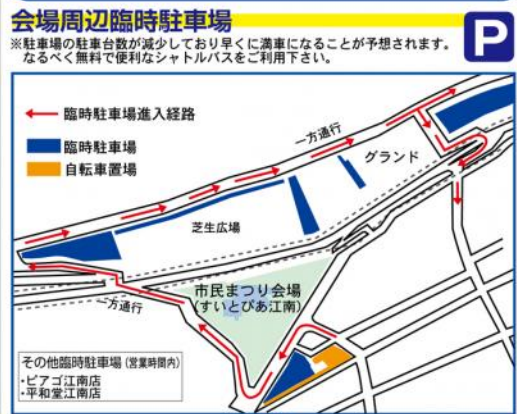 会場周辺臨時駐車場
P
※駐車場の駐車台数が減少しており早くに満車になることが予想されます。
なるべく無料で便利なシャトルバスをご利用下さい。
臨時駐車場進入経路
臨時駐車場
自転車置場
一方通行
グランド
芝生広場
市民まつり会場
(すいとぴあ江南)
一方通行
その他臨時駐車場(営業時間内)
・ピアゴ江南店
・平和堂江南店